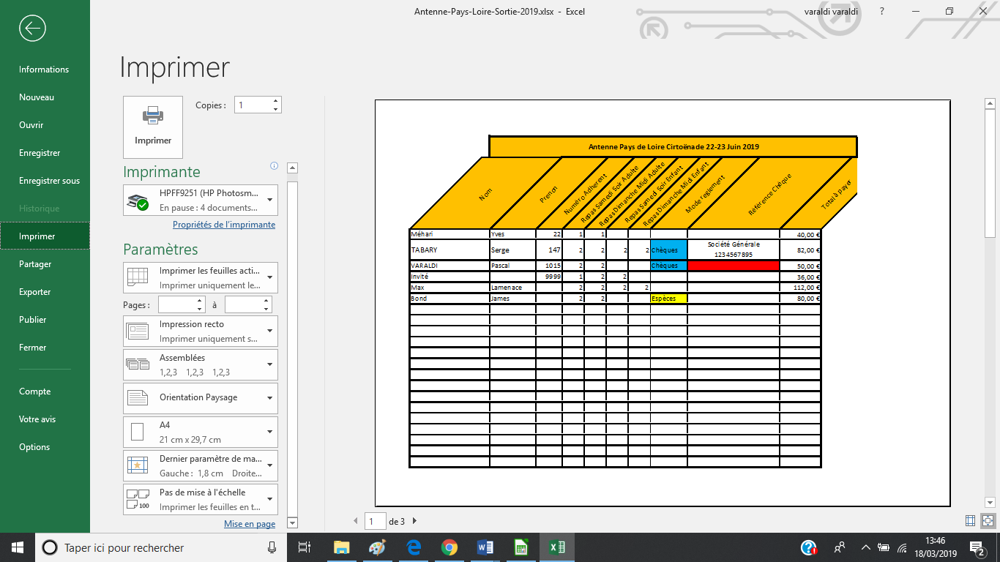 Antenne-Pays-Loire-Sortie-2019.xlsx - Excel
varaldi varaldi
?
Informations
Nouveau
Ouvrir
Enregistrer
Enregistrer sous
Historique
Imprimer
Partager
Exporter
Publier
Fermer
Compte
Votre avis
Options
Imprimer
Imprimer
Copies : 1
Imprimante
HPFF9251 (HP Photosm...
En pause : 4 documents...
Propriétés de l'imprimante
Paramètres
Imprimer les feuilles acti...
Imprimer uniquement le...
Pages : à
Impression recto
Imprimer uniquement s...
Assemblées
1,2,3 1,2,3 1,2,3
Orientation Paysage
A4
21 cm x 29,7 cm
Dernier paramètre de ma...
Gauche : 1,8 cm Droite...
Pas de mise à l'échelle
100
Imprimer les feuilles en t...
Mise en page
Antenne Pays de Loire Cirtoënade 22-23 Juin 2019
Nom
Prenon
Numéro Adherent
Repas Samedi Soir Adulte
Repas Dimanche Midi Adulte
Repas Samedi Soir Enfant
Repas Dimanche Midi Enfant
Mode reglement
Référence Chéque
Total à payer
Méhari Yves 22 1 1 40,00 €
TABARY Serge 147 2 2 2 2 Chèques Société Générale 1234567895 82,00 €
VARALDI Pascal 1015 2 2 Chèques 50,00 €
Invité 9999 1 2 2 36,00 €
Max Lamenace 2 2 2 2 112,00 €
Bond James 2 2 Espèces 80,00 €
1 de 3
Taper ici pour rechercher
13:46
18/03/2019
2